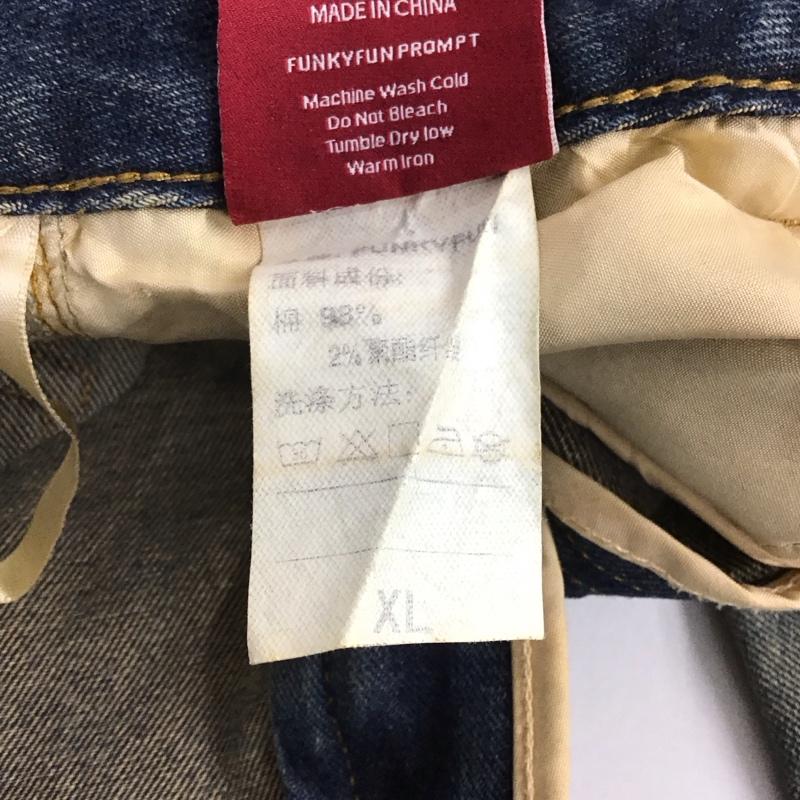 MADE IN CHINA
FUNKYFUN PROMPT
Machine Wash Cold
Do Not Bleach
Tumble Dry low
Warm Iron
FUNKYFUN
面料成份:
棉 98%
2%聚酯纤维
洗涤方法:
XL